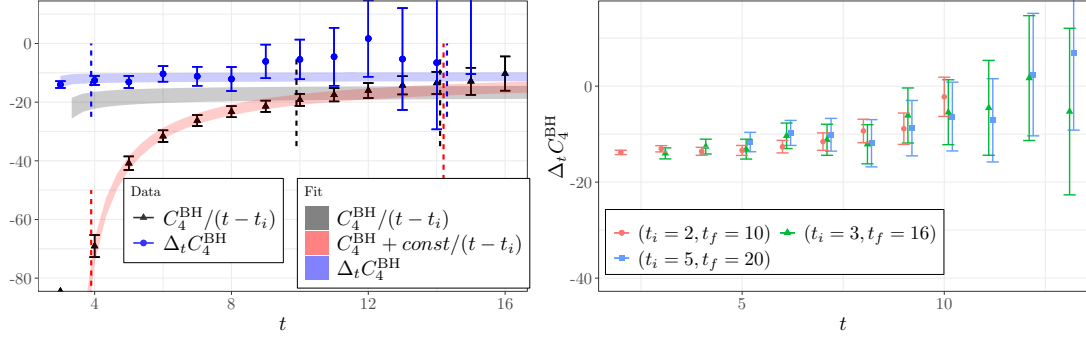 0
-20
-40
-60
-80
4
8
12
16
t
Data
C_4^BH/(t − t_i)
Δ_t C_4^BH
Fit
C_4^BH/(t − t_i)
C_4^BH + const/(t − t_i)
Δ_t C_4^BH
Δ_t C_4^BH
0
-20
-40
5
10
t
(t_i = 2, t_f = 10)
(t_i = 3, t_f = 16)
(t_i = 5, t_f = 20)